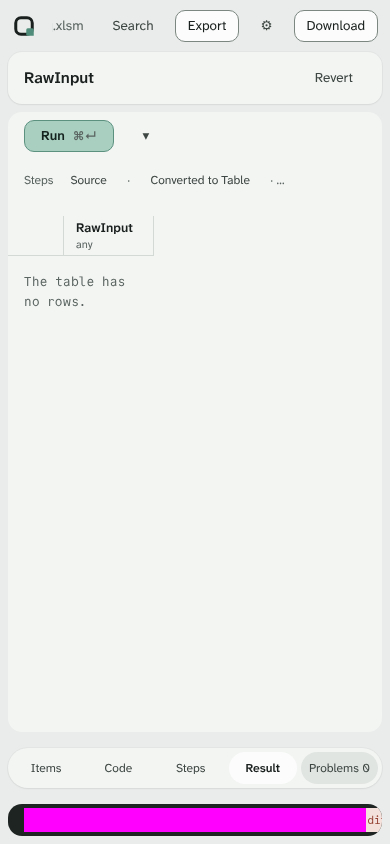 .xlsm Search Export ⚙ Download
RawInput Revert
Run ⌘↵ ▼
Steps Source · Converted to Table · ...
RawInput
any
The table has
no rows.
Items Code Steps Result Problems 0
di